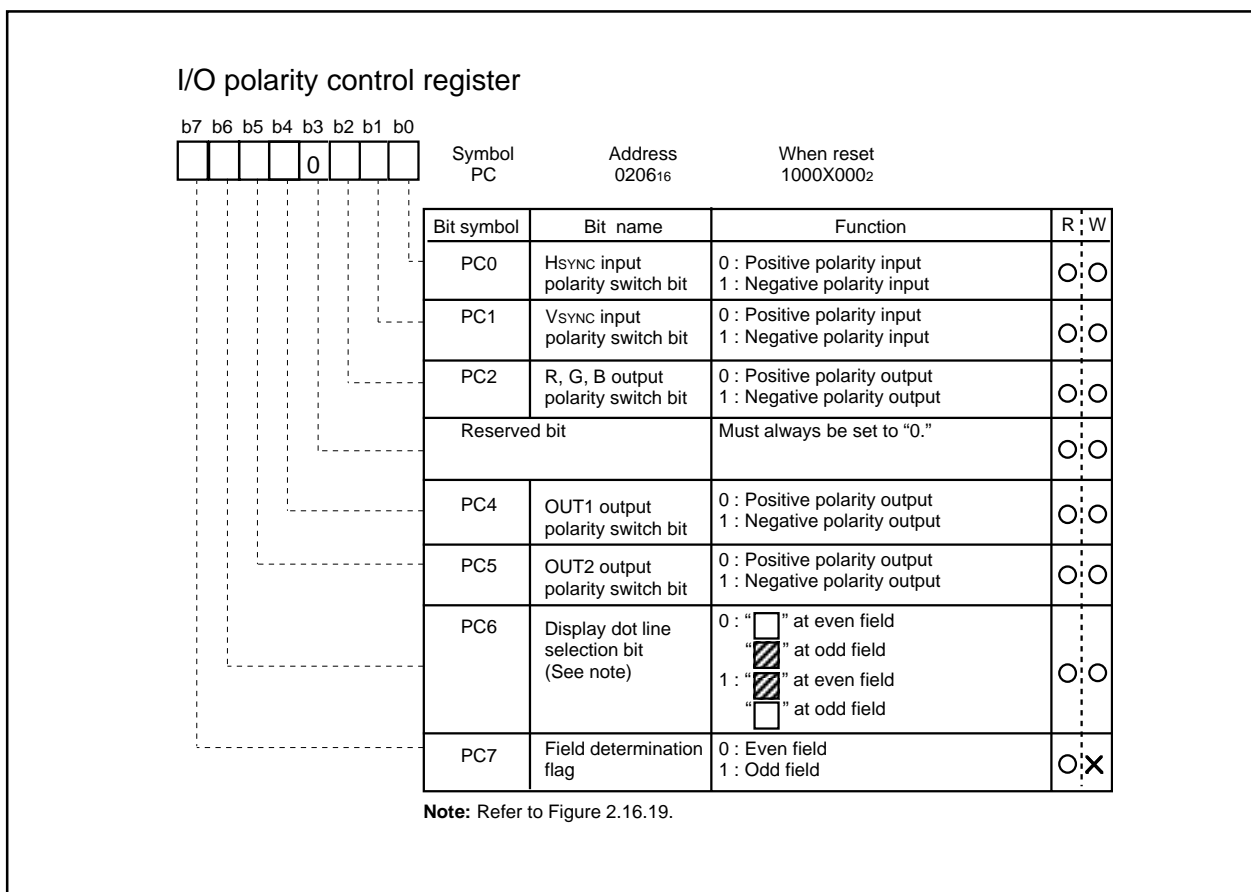 I/O polarity control register
b7 b6 b5 b4 b3 b2 b1 b0
0
Symbol Address When reset
PC 020616 1000X0002
Bit symbol Bit name Function R W
PC0 HSYNC input 0 : Positive polarity input
polarity switch bit 1 : Negative polarity input
PC1 VSYNC input 0 : Positive polarity input
polarity switch bit 1 : Negative polarity input
PC2 R, G, B output 0 : Positive polarity output
polarity switch bit 1 : Negative polarity output
Reserved bit Must always be set to “0.”
PC4 OUT1 output 0 : Positive polarity output
polarity switch bit 1 : Negative polarity output
PC5 OUT2 output 0 : Positive polarity output
polarity switch bit 1 : Negative polarity output
PC6 Display dot line 0 : “ ” at even field
selection bit “ ” at odd field
(See note) 1 : “ ” at even field
“ ” at odd field
PC7 Field determination 0 : Even field
flag 1 : Odd field
Note: Refer to Figure 2.16.19.